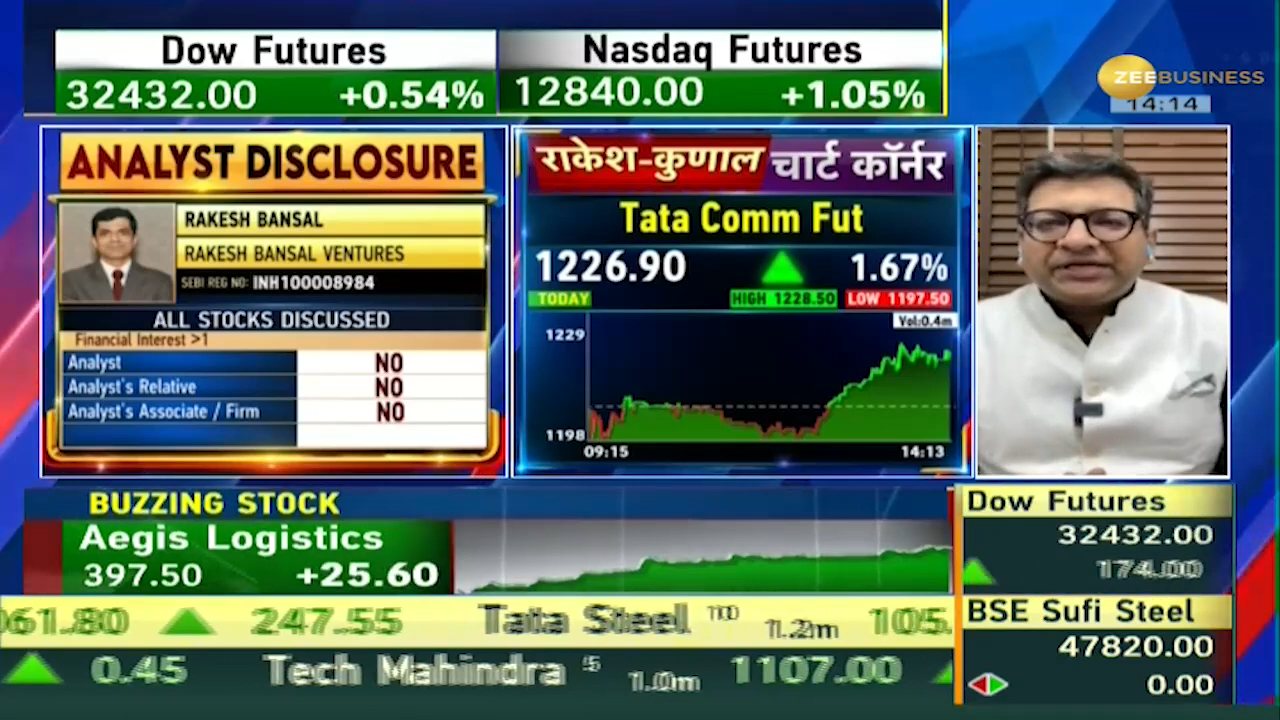 Dow Futures
32432.00 +0.54%
Nasdaq Futures
12840.00 +1.05%
ZEEBUSINESS
14:14
ANALYST DISCLOSURE
RAKESH BANSAL
RAKESH BANSAL VENTURES
SEBI REG NO: INH100008984
ALL STOCKS DISCUSSED
Financial Interest >1
Analyst NO
Analyst's Relative NO
Analyst's Associate / Firm NO
राकेश-कुणाल चार्ट कॉर्नर
Tata Comm Fut
1226.90 1.67%
TODAY HIGH 1228.50 LOW 1197.50
Vol:0.4m
1229
1198
09:15 14:13
BUZZING STOCK
Aegis Logistics
397.50 +25.60
Dow Futures
32432.00
174.00
BSE Sufi Steel
47820.00
0.00
061.80 247.55 Tata Steel 105.
0.45 Tech Mahindra 1.0m 1107.00